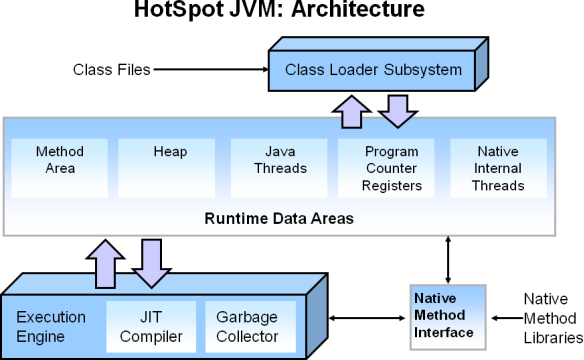 HotSpot JVM: Architecture
Class Files
Class Loader Subsystem
Method
Area
Heap
Java
Threads
Program
Counter
Registers
Native
Internal
Threads
Runtime Data Areas
Execution
Engine
JIT
Compiler
Garbage
Collector
Native
Method
Interface
Native
Method
Libraries